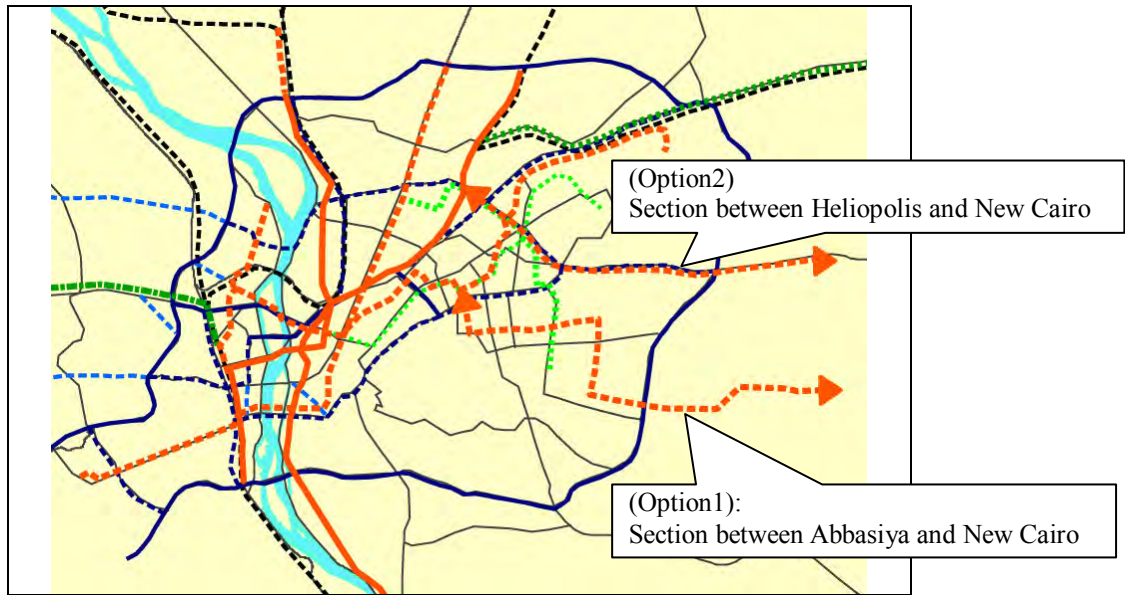 (Option2)
Section between Heliopolis and New Cairo
(Option1):
Section between Abbasiya and New Cairo